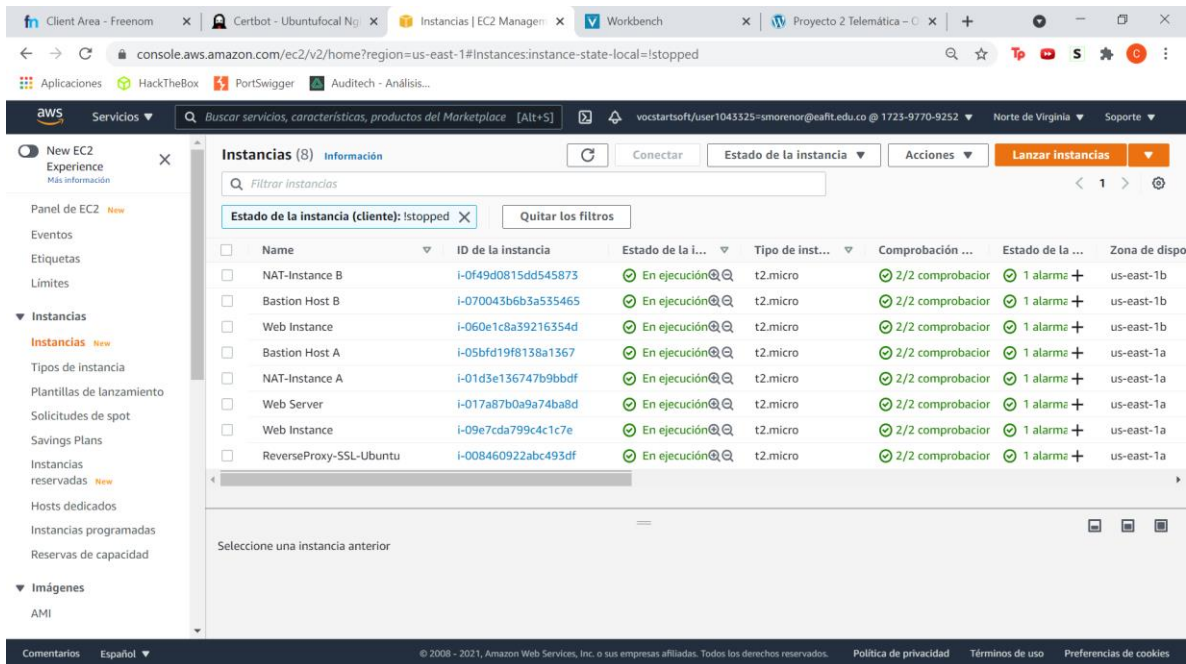 Client Area - Freenom
Certbot - Ubuntufocal Ngi
Instancias | EC2 Managem
Workbench
Proyecto 2 Telemática – O
console.aws.amazon.com/ec2/v2/home?region=us-east-1#Instances:instance-state-local=!stopped
Aplicaciones HackTheBox PortSwigger Auditech - Análisis...
aws Servicios Buscar servicios, características, productos del Marketplace [Alt+S] vocstartsoft/user1043325=smorenor@eafit.edu.co @ 1723-9770-9252 Norte de Virginia Soporte
New EC2
Experience
Más información
Panel de EC2 New
Eventos
Etiquetas
Límites
Instancias
Instancias New
Tipos de instancia
Plantillas de lanzamiento
Solicitudes de spot
Savings Plans
Instancias
reservadas New
Hosts dedicados
Instancias programadas
Reservas de capacidad
Imágenes
AMI
Instancias (8) Información Conectar Estado de la instancia Acciones Lanzar instancias
Filtrar instancias 1
Estado de la instancia (cliente): !stopped Quitar los filtros
Name ID de la instancia Estado de la i... Tipo de inst... Comprobación ... Estado de la ... Zona de dispo
NAT-Instance B i-0f49d0815dd545873 En ejecución t2.micro 2/2 comprobacior 1 alarma us-east-1b
Bastion Host B i-070043b6b3a535465 En ejecución t2.micro 2/2 comprobacior 1 alarma us-east-1b
Web Instance i-060e1c8a39216354d En ejecución t2.micro 2/2 comprobacior 1 alarma us-east-1b
Bastion Host A i-05bfd19f8138a1367 En ejecución t2.micro 2/2 comprobacior 1 alarma us-east-1a
NAT-Instance A i-01d3e136747b9bbdf En ejecución t2.micro 2/2 comprobacior 1 alarma us-east-1a
Web Server i-017a87b0a9a74ba8d En ejecución t2.micro 2/2 comprobacior 1 alarma us-east-1a
Web Instance i-09e7cda799c4c1c7e En ejecución t2.micro 2/2 comprobacior 1 alarma us-east-1a
ReverseProxy-SSL-Ubuntu i-008460922abc493df En ejecución t2.micro 2/2 comprobacior 1 alarma us-east-1a
Seleccione una instancia anterior
Comentarios Español © 2008 - 2021, Amazon Web Services, Inc. o sus empresas afiliadas. Todos los derechos reservados. Política de privacidad Términos de uso Preferencias de cookies